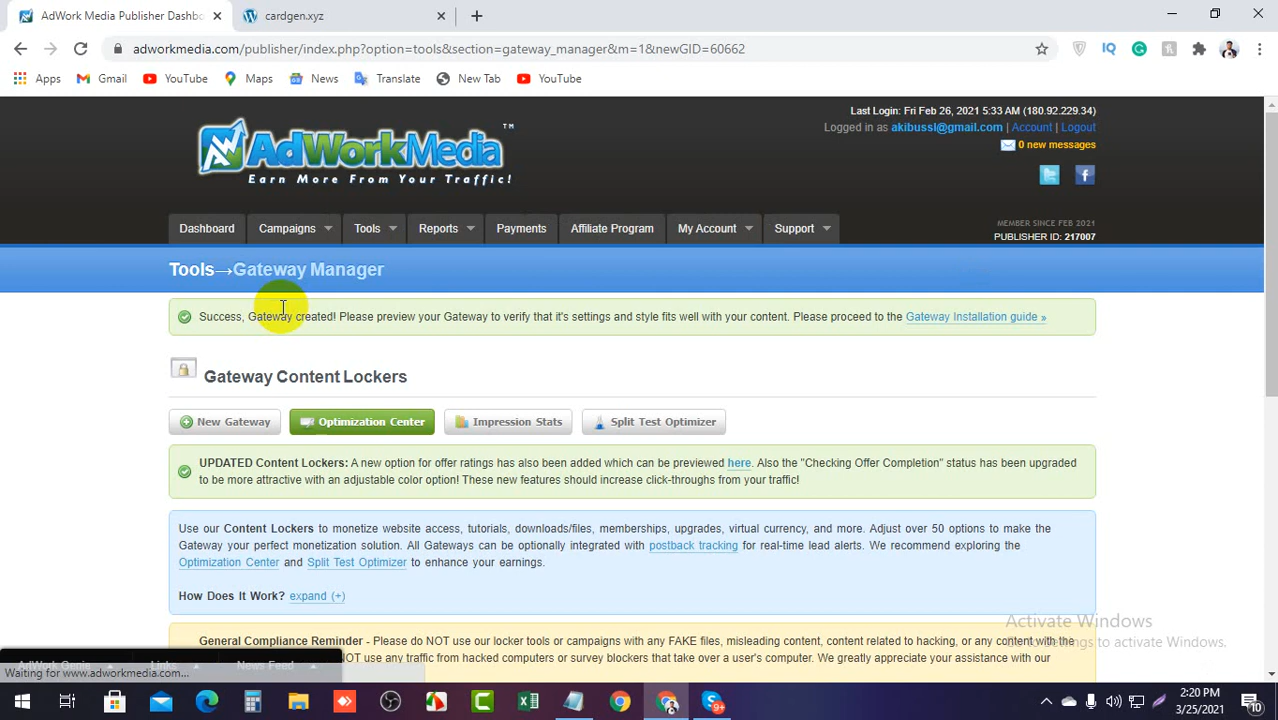 AdWork Media Publisher Dashbo
cardgen.xyz
adworkmedia.com/publisher/index.php?option=tools&section=gateway_manager&m=1&newGID=60662
Apps
Gmail
YouTube
Maps
News
Translate
New Tab
YouTube
Last Login: Fri Feb 26, 2021 5:33 AM (180.92.229.34)
Logged in as akibussl@gmail.com | Account | Logout
0 new messages
AdWorkMedia™
Earn More From Your Traffic!
MEMBER SINCE FEB 2021
PUBLISHER ID: 217007
Dashboard
Campaigns
Tools
Reports
Payments
Affiliate Program
My Account
Support
Tools→Gateway Manager
Success, Gateway created! Please preview your Gateway to verify that it's settings and style fits well with your content. Please proceed to the Gateway Installation guide »
Gateway Content Lockers
New Gateway
Optimization Center
Impression Stats
Split Test Optimizer
UPDATED Content Lockers: A new option for offer ratings has also been added which can be previewed here. Also the "Checking Offer Completion" status has been upgraded
to be more attractive with an adjustable color option! These new features should increase click-throughs from your traffic!
Use our Content Lockers to monetize website access, tutorials, downloads/files, memberships, upgrades, virtual currency, and more. Adjust over 50 options to make the
Gateway your perfect monetization solution. All Gateways can be optionally integrated with postback tracking for real-time lead alerts. We recommend exploring the
Optimization Center and Split Test Optimizer to enhance your earnings.
How Does It Work? expand (+)
General Compliance Reminder - Please do NOT use our locker tools or campaigns with any FAKE files, misleading content, content related to hacking, or any content with the
NOT use any traffic from hacked computers or survey blockers that take over a user's computer. We greatly appreciate your assistance with our
Activate Windows
Go to Settings to activate Windows.
AdWork Genie
Links
News Feed
Waiting for www.adworkmedia.com...
9+
2:20 PM
3/25/2021
10